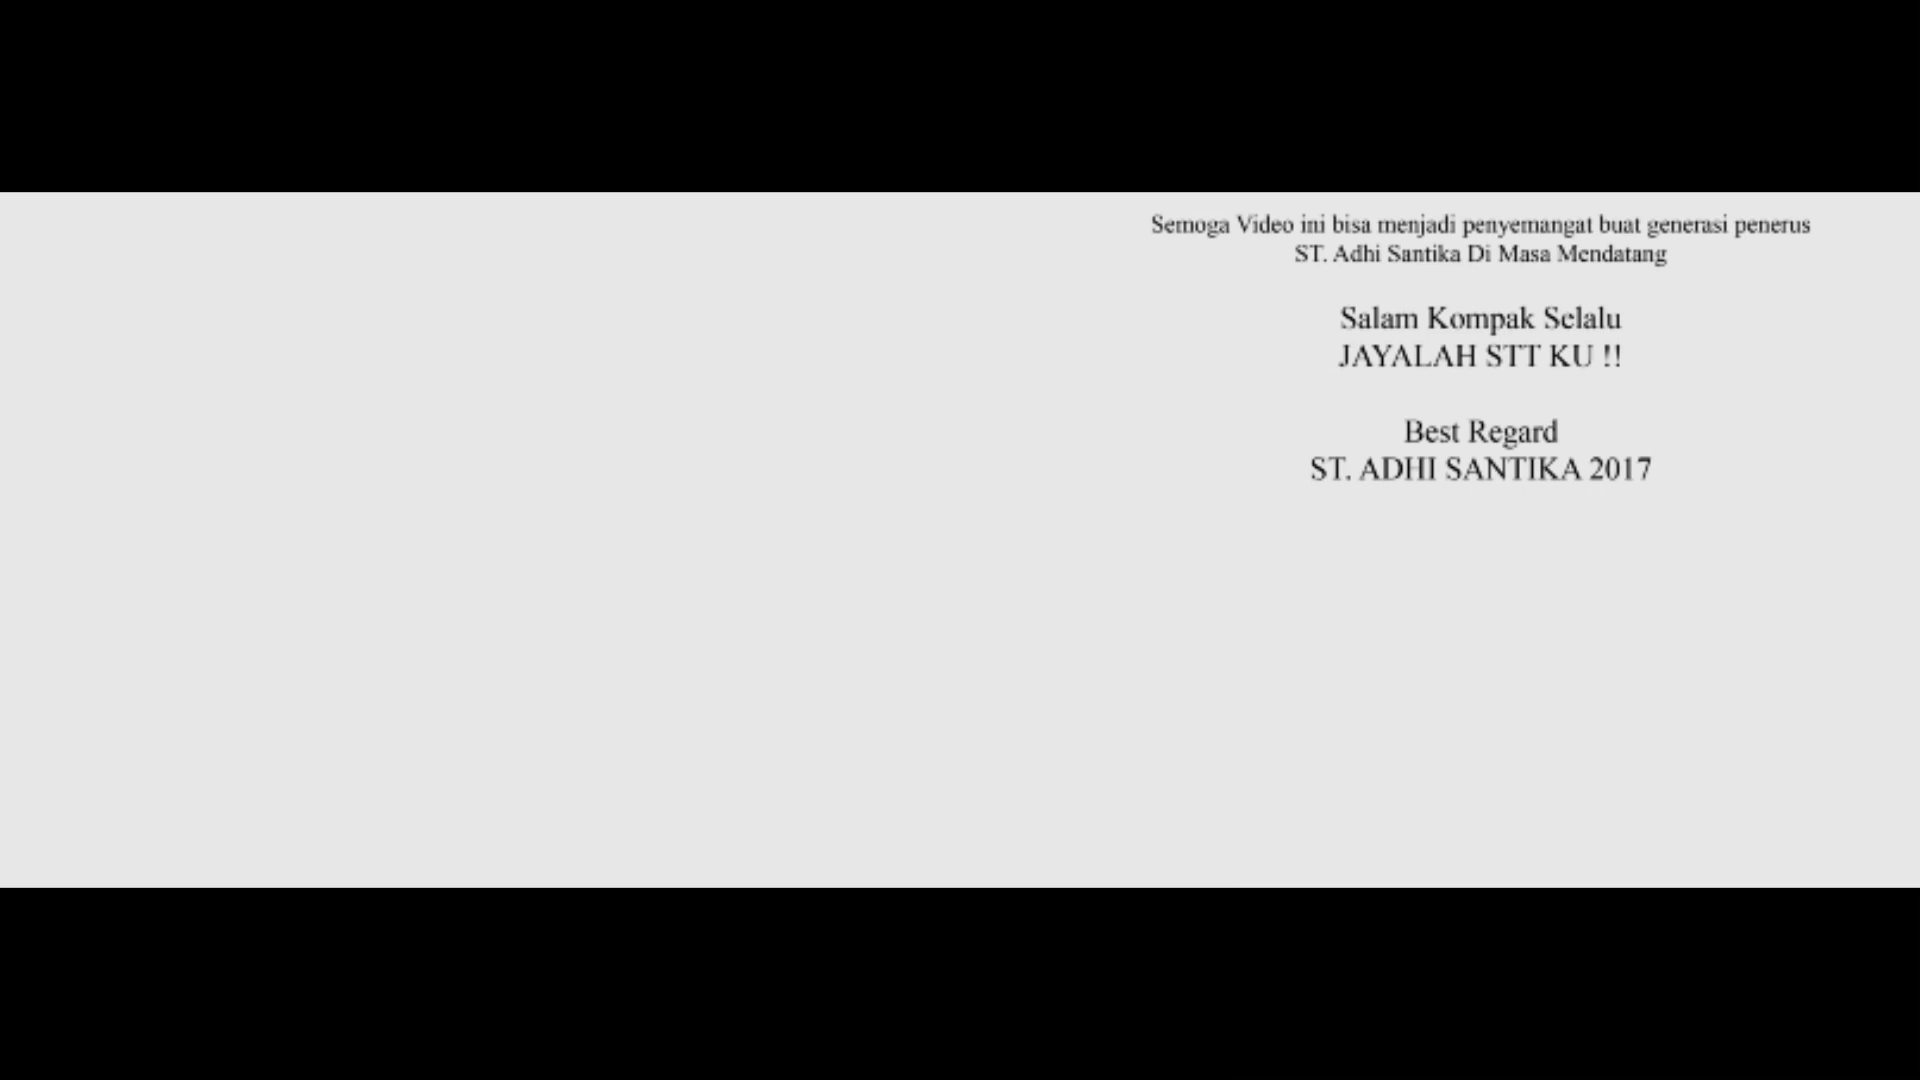 Semoga Video ini bisa menjadi penyemangat buat generasi penerus
ST. Adhi Santika Di Masa Mendatang
Salam Kompak Selalu
JAYALAH STT KU !!
Best Regard
ST. ADHI SANTIKA 2017